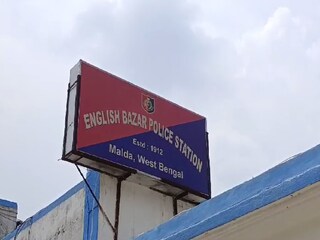 ENGLISH BAZAR POLICE STATION
Estd : 1912
Malda, West Bengal